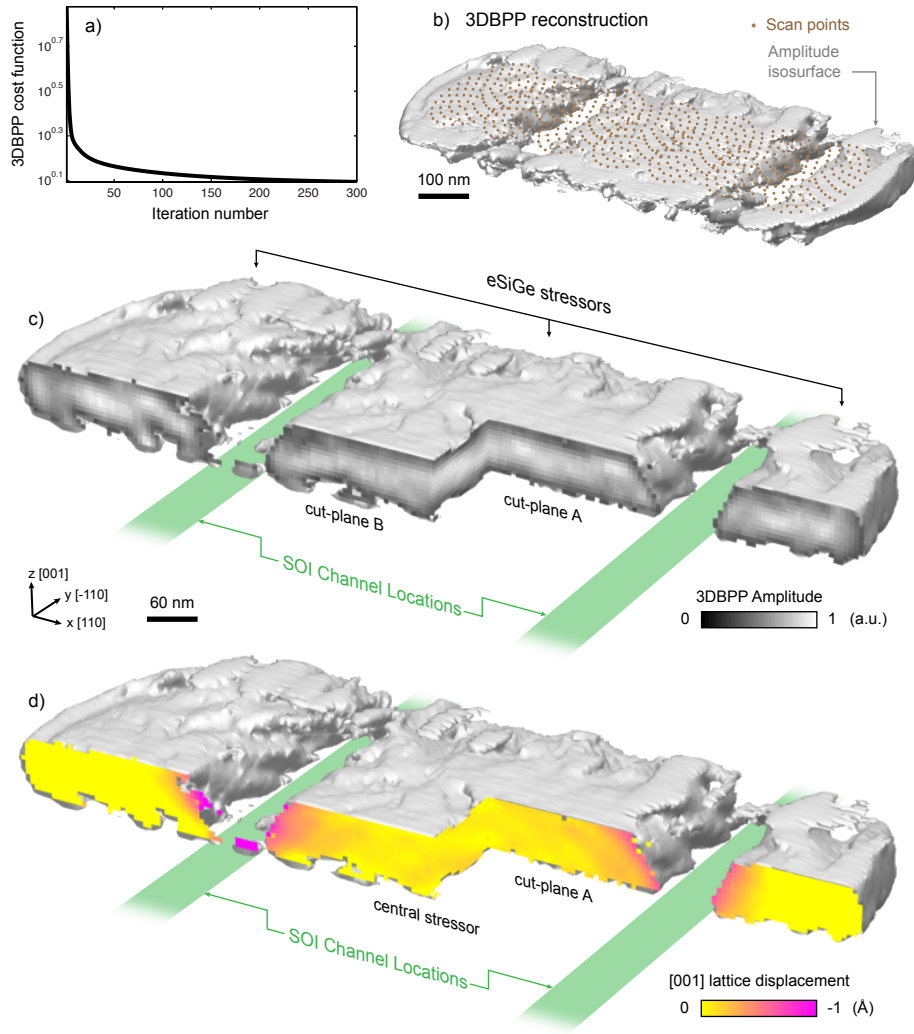 a)
3DBPP cost function
10^0.7
10^0.5
10^0.3
10^0.1
50
100
150
200
250
300
Iteration number
b) 3DBPP reconstruction
• Scan points
Amplitude
isosurface
100 nm
c)
eSiGe stressors
cut-plane B
cut-plane A
SOI Channel Locations
z [001]
y [-110]
x [110]
60 nm
3DBPP Amplitude
0 1 (a.u.)
d)
cut-plane A
central stressor
SOI Channel Locations
[001] lattice displacement
0 -1 (Å)